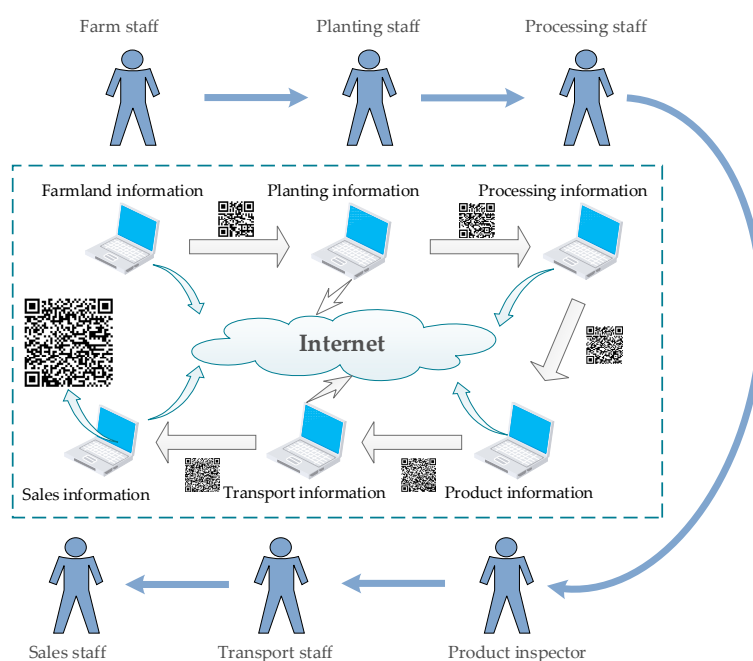 Farm staff
Planting staff
Processing staff
Farmland information
Planting information
Processing information
Internet
Sales information
Transport information
Product information
Sales staff
Transport staff
Product inspector